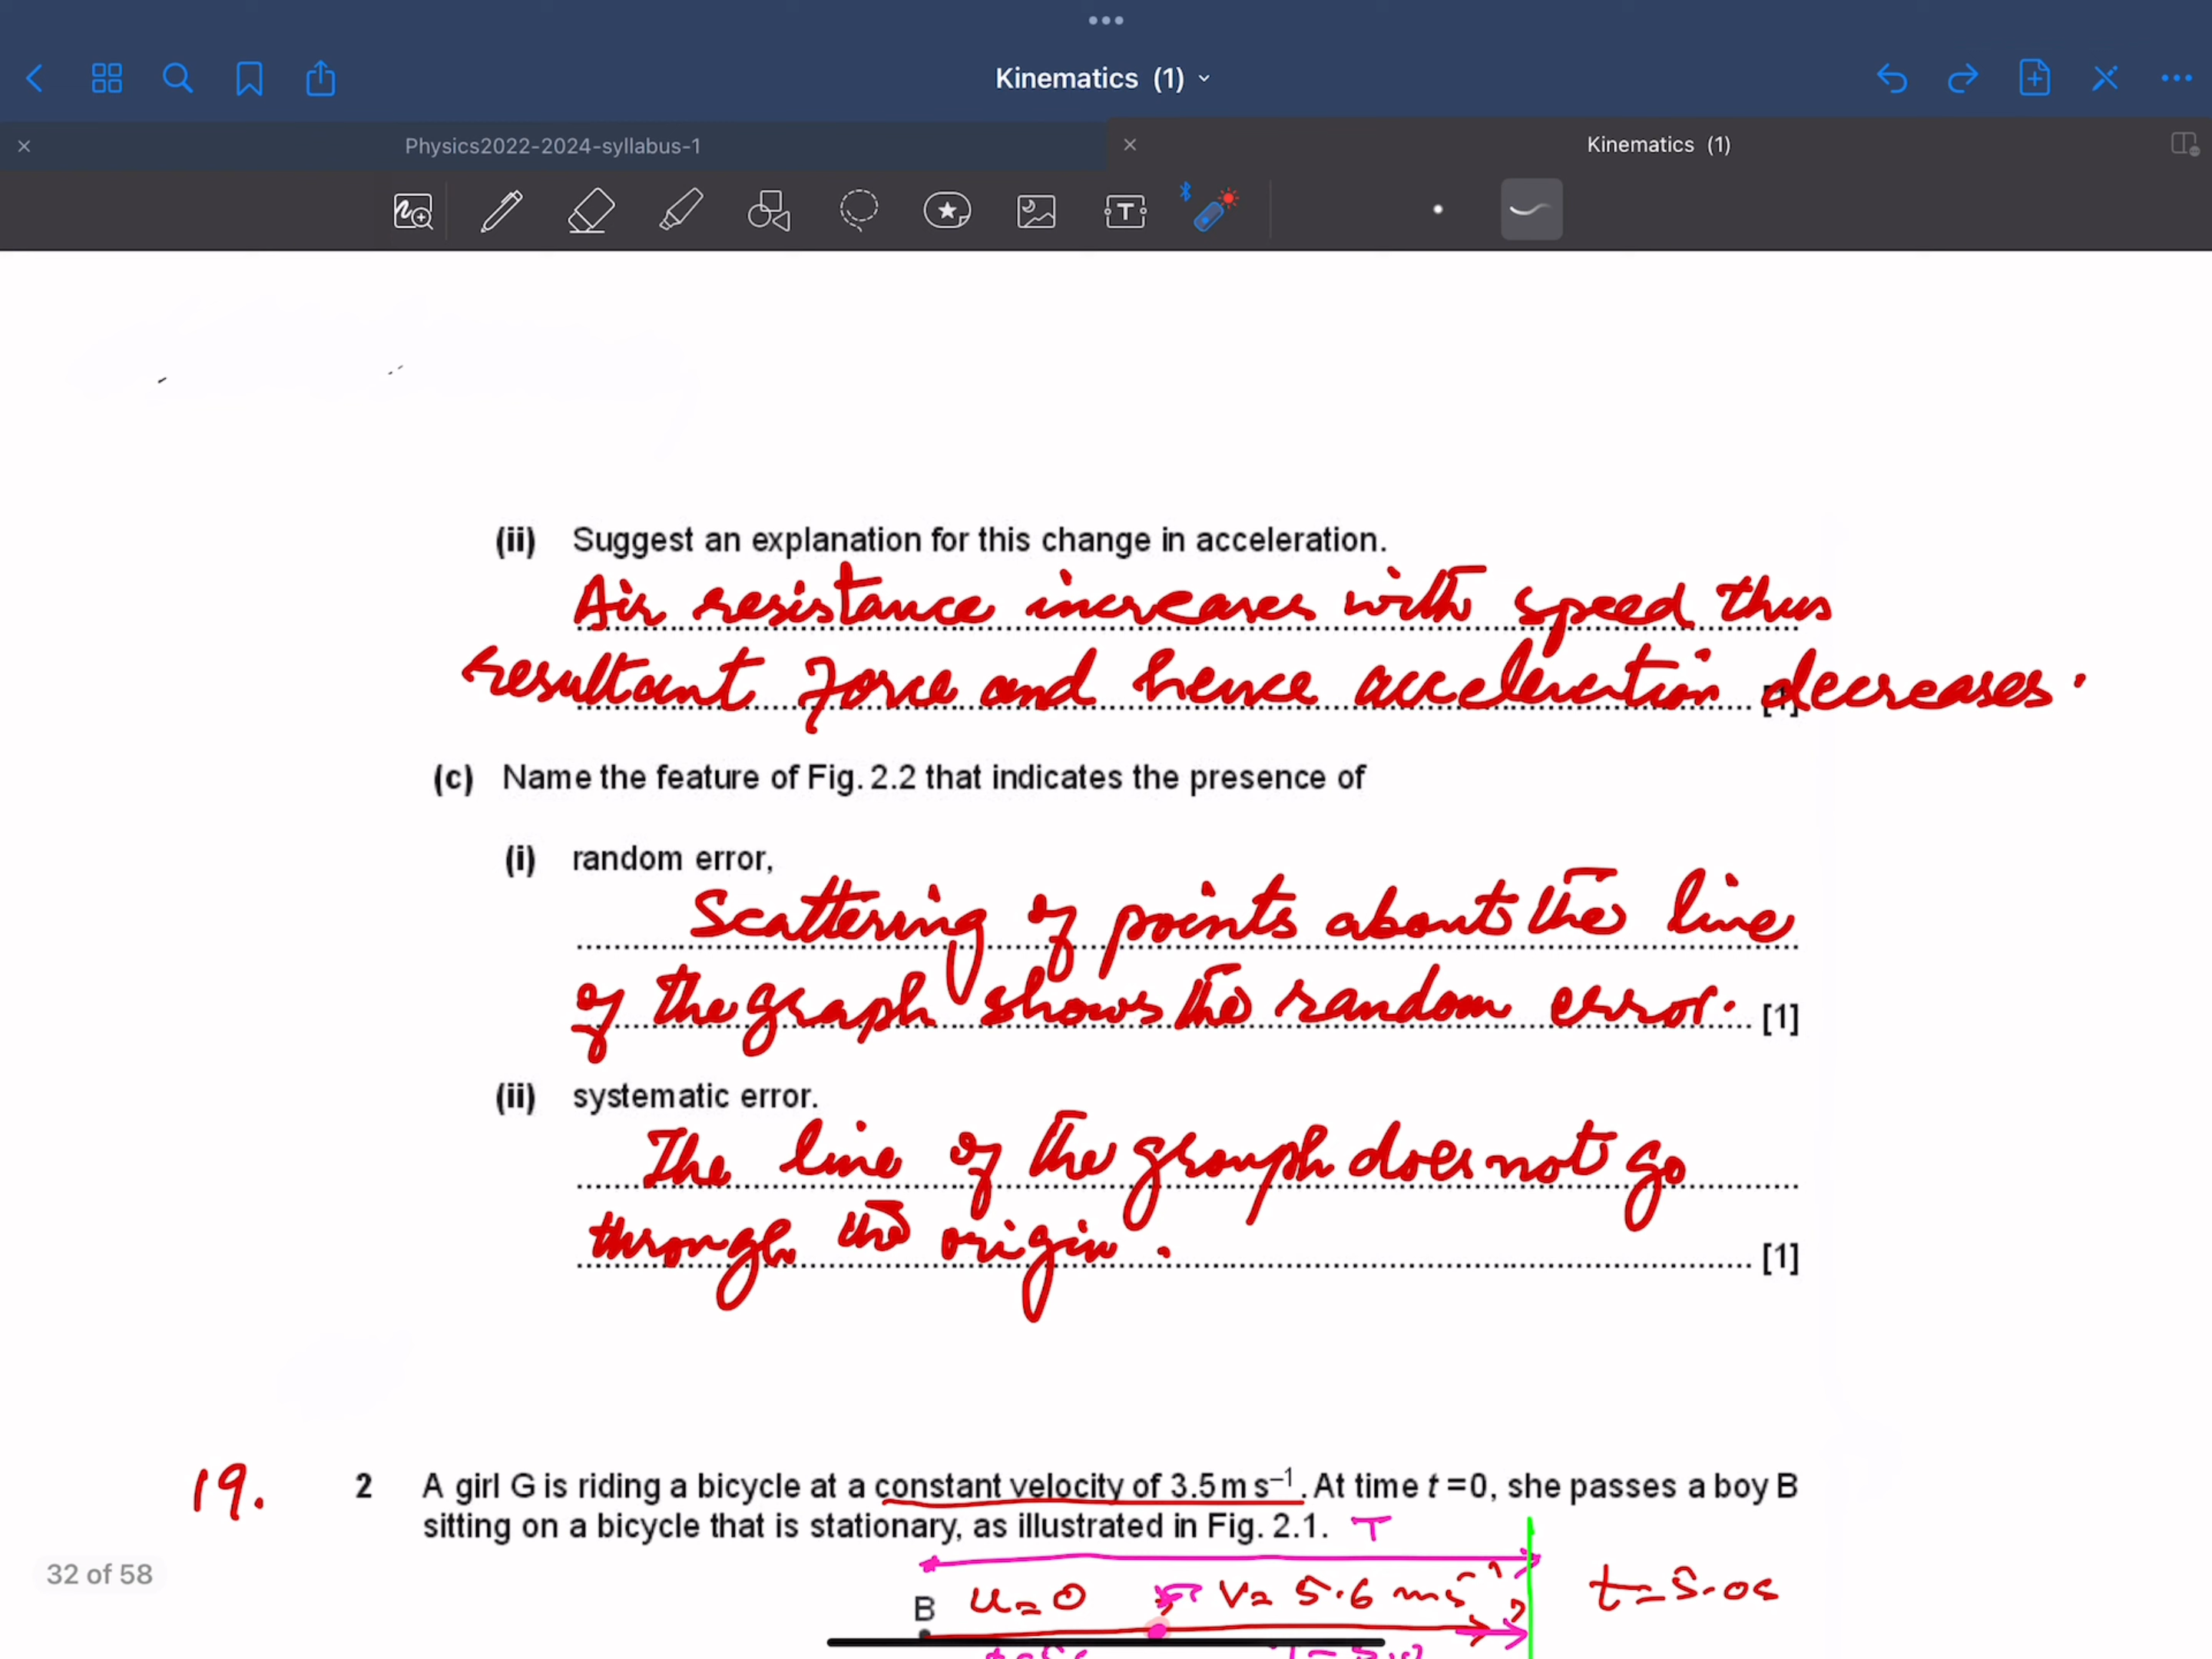 Kinematics (1)
Physics2022-2024-syllabus-1
Kinematics (1)
(ii) Suggest an explanation for this change in acceleration.
Air resistance increases with speed thus
resultant force and hence acceleration decreases.
(c) Name the feature of Fig. 2.2 that indicates the presence of
(i) random error,
Scattering of points about the line
of the graph shows the random error. [1]
(ii) systematic error.
The line of the graph does not go
through the origin. [1]
19. 2 A girl G is riding a bicycle at a constant velocity of 3.5 m s⁻¹. At time t = 0, she passes a boy B
sitting on a bicycle that is stationary, as illustrated in Fig. 2.1. T
32 of 58
B u = 0 V = 5.6 ms⁻¹